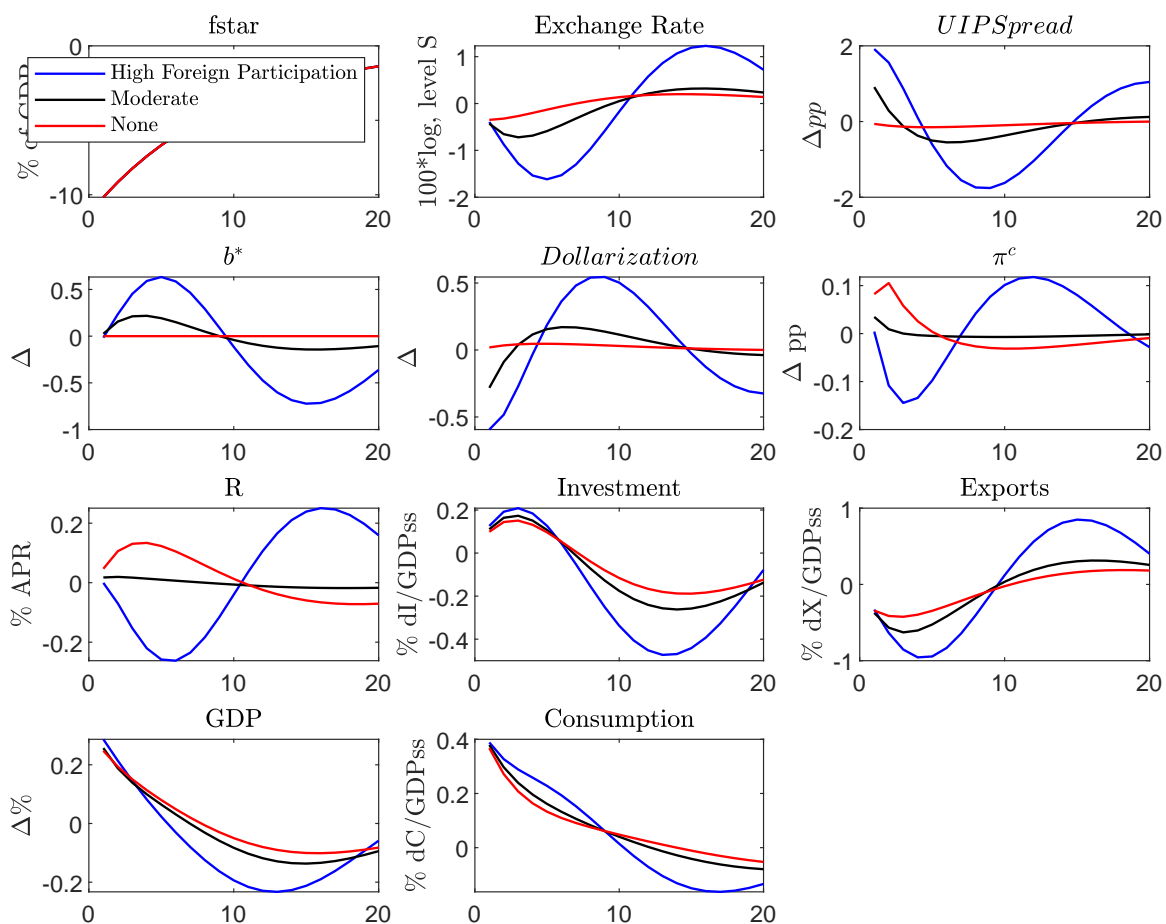 fstar
Exchange Rate
UIPSpread
0
-10
0
10
20
% of GDP
High Foreign Participation
Moderate
None
1
0
-1
-2
0
10
20
100*log, level S
2
0
-2
0
10
20
Δpp
b*
Dollarization
π^c
0.5
0
-0.5
-1
0
10
20
Δ
0.5
0
-0.5
0
10
20
Δ
0.1
0
-0.1
-0.2
0
10
20
Δ pp
R
Investment
Exports
0.2
0
-0.2
0
10
20
% APR
0.2
0
-0.2
-0.4
0
10
20
% dI/GDPss
1
0
-1
0
10
20
% dX/GDPss
GDP
Consumption
0.2
0
-0.2
0
10
20
Δ%
0.4
0.2
0
0
10
20
% dC/GDPss